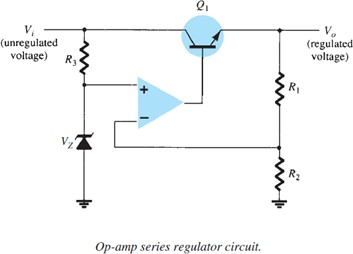 Q1
Vi
(unregulated
voltage)
Vo
(regulated
voltage)
R3
R1
+
−
VZ
R2
Op-amp series regulator circuit.